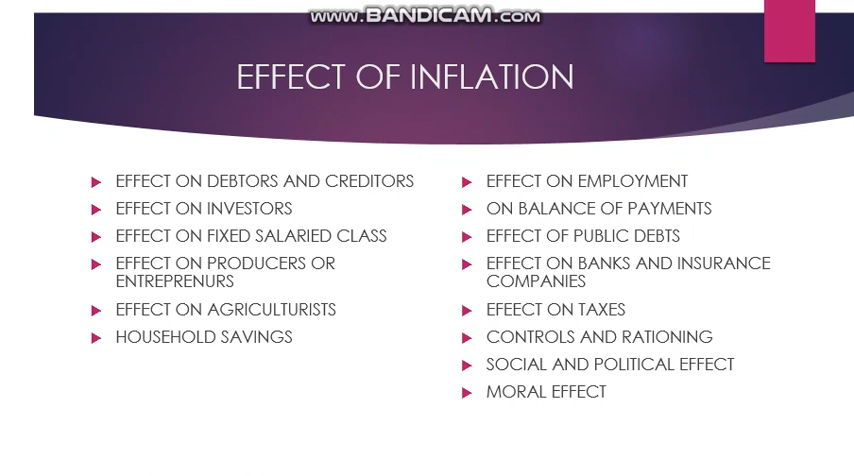 www.BANDICAM.com
EFFECT OF INFLATION
EFFECT ON DEBTORS AND CREDITORS
EFFECT ON INVESTORS
EFFECT ON FIXED SALARIED CLASS
EFFECT ON PRODUCERS OR
ENTREPRENURS
EFFECT ON AGRICULTURISTS
HOUSEHOLD SAVINGS
EFFECT ON EMPLOYMENT
ON BALANCE OF PAYMENTS
EFFECT OF PUBLIC DEBTS
EFFECT ON BANKS AND INSURANCE
COMPANIES
EFEECT ON TAXES
CONTROLS AND RATIONING
SOCIAL AND POLITICAL EFFECT
MORAL EFFECT